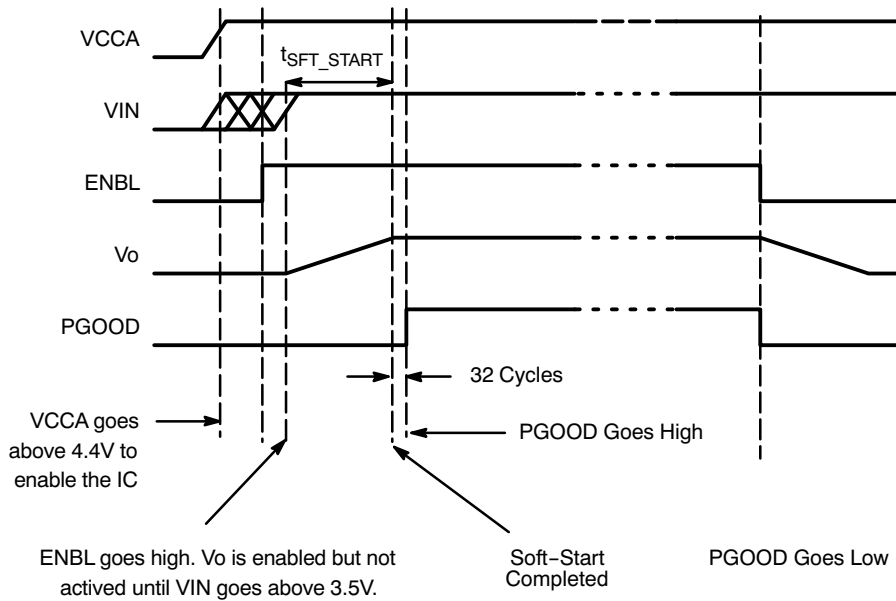 VCCA
tSFT_START
VIN
ENBL
Vo
PGOOD
32 Cycles
VCCA goes
above 4.4V to
enable the IC
PGOOD Goes High
ENBL goes high. Vo is enabled but not
actived until VIN goes above 3.5V.
Soft-Start
Completed
PGOOD Goes Low